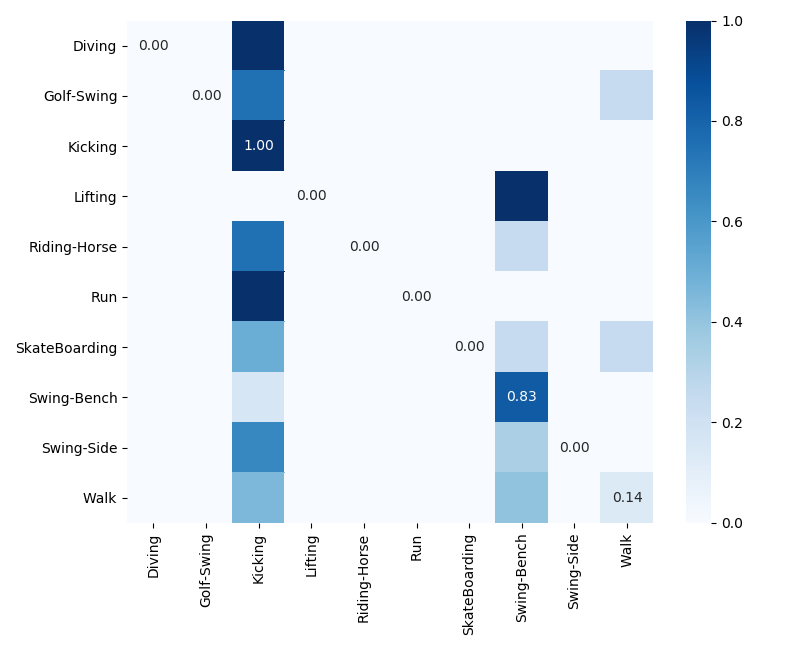 Diving
Golf-Swing
Kicking
Lifting
Riding-Horse
Run
SkateBoarding
Swing-Bench
Swing-Side
Walk
0.00
0.00
1.00
0.00
0.00
0.00
0.00
0.83
0.00
0.14
Diving
Golf-Swing
Kicking
Lifting
Riding-Horse
Run
SkateBoarding
Swing-Bench
Swing-Side
Walk
1.0
0.8
0.6
0.4
0.2
0.0